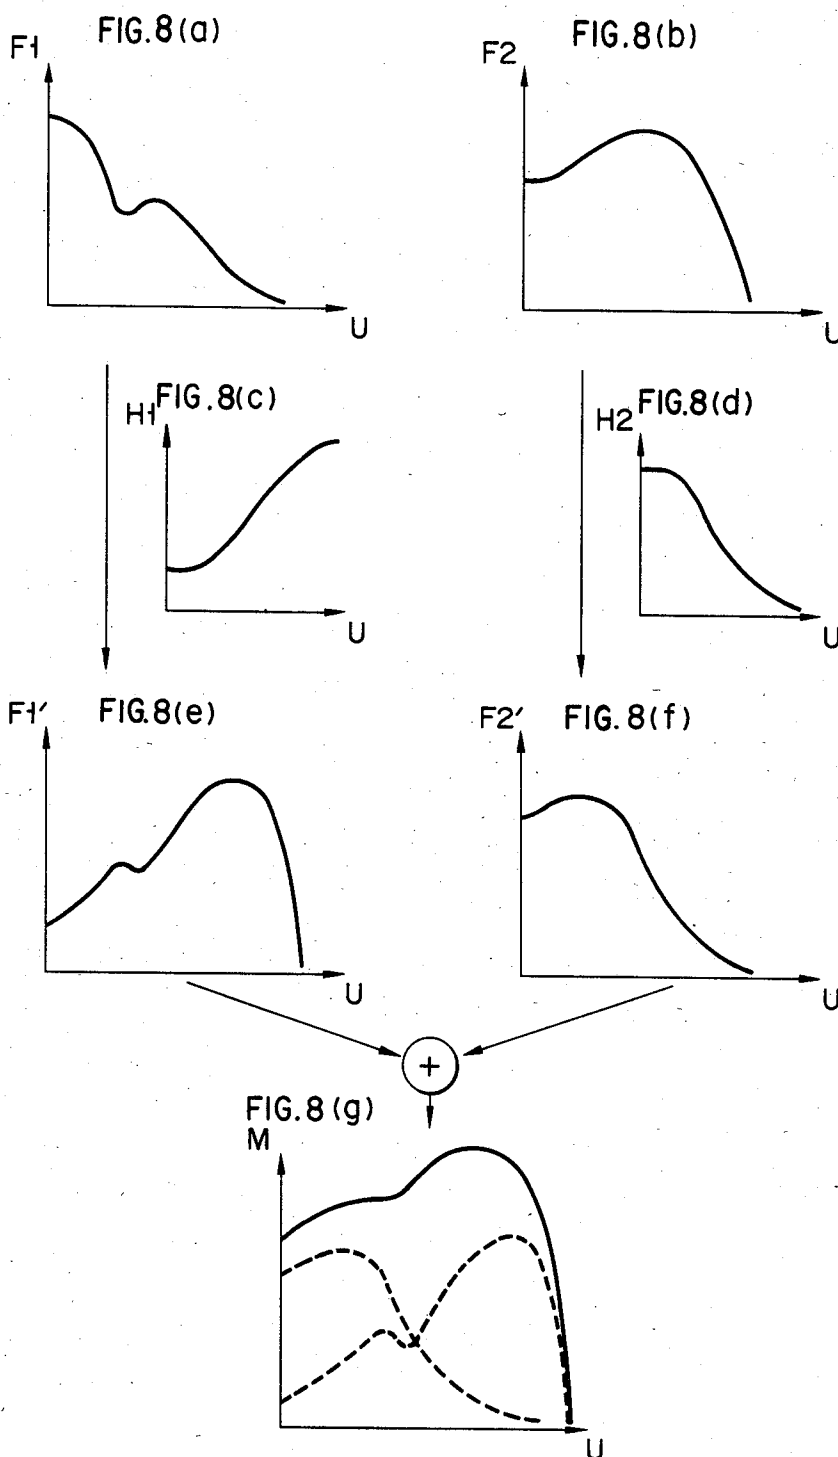 FIG.8(a)
F1
U
FIG.8(b)
F2
U
FIG.8(c)
H1
U
FIG.8(d)
H2
U
FIG.8(e)
F1′
U
FIG.8(f)
F2′
U
+
FIG.8(g)
M
U